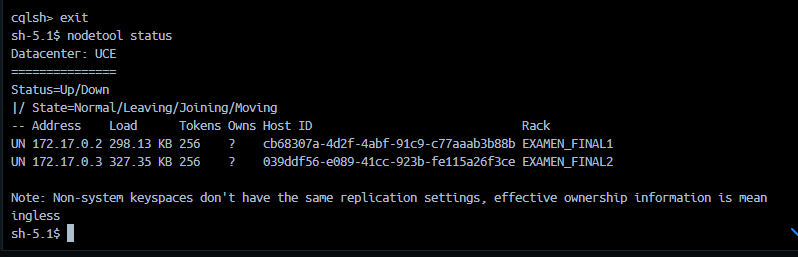 cqlsh> exit
sh-5.1$ nodetool status
Datacenter: UCE
===============
Status=Up/Down
|/ State=Normal/Leaving/Joining/Moving
-- Address    Load      Tokens Owns Host ID                              Rack
UN 172.17.0.2 298.13 KB 256    ?    cb68307a-4d2f-4abf-91c9-c77aaab3b88b EXAMEN_FINAL1
UN 172.17.0.3 327.35 KB 256    ?    039ddf56-e089-41cc-923b-fe115a26f3ce EXAMEN_FINAL2

Note: Non-system keyspaces don't have the same replication settings, effective ownership information is mean
ingless
sh-5.1$